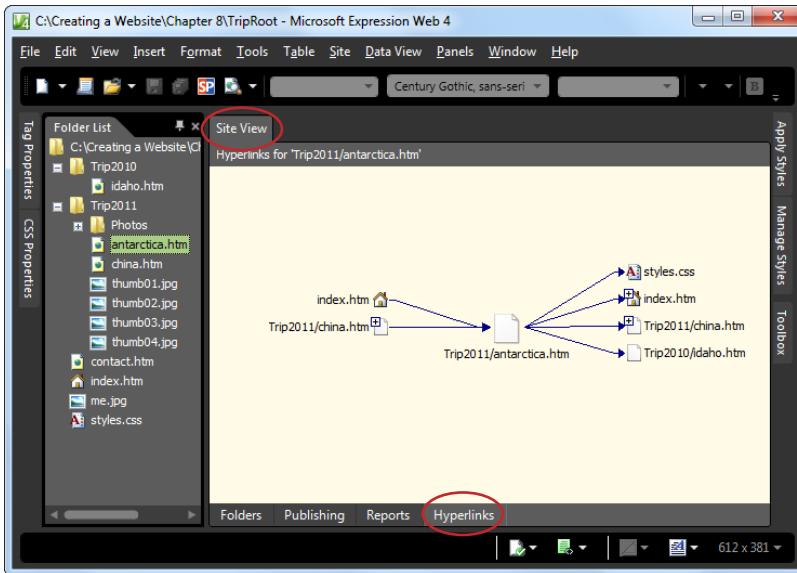 C:\Creating a Website\Chapter 8\TripRoot - Microsoft Expression Web 4
File Edit View Insert Format Tools Table Site Data View Panels Window Help
Century Gothic, sans-seri
Tag Properties
CSS Properties
Folder List
C:\Creating a Website\Ch
Trip2010
idaho.htm
Trip2011
Photos
antarctica.htm
china.htm
thumb01.jpg
thumb02.jpg
thumb03.jpg
thumb04.jpg
contact.htm
index.htm
me.jpg
styles.css
Site View
Hyperlinks for 'Trip2011/antarctica.htm'
index.htm
Trip2011/china.htm
Trip2011/antarctica.htm
styles.css
index.htm
Trip2011/china.htm
Trip2010/idaho.htm
Folders Publishing Reports Hyperlinks
Apply Styles
Manage Styles
Toolbox
612 x 381